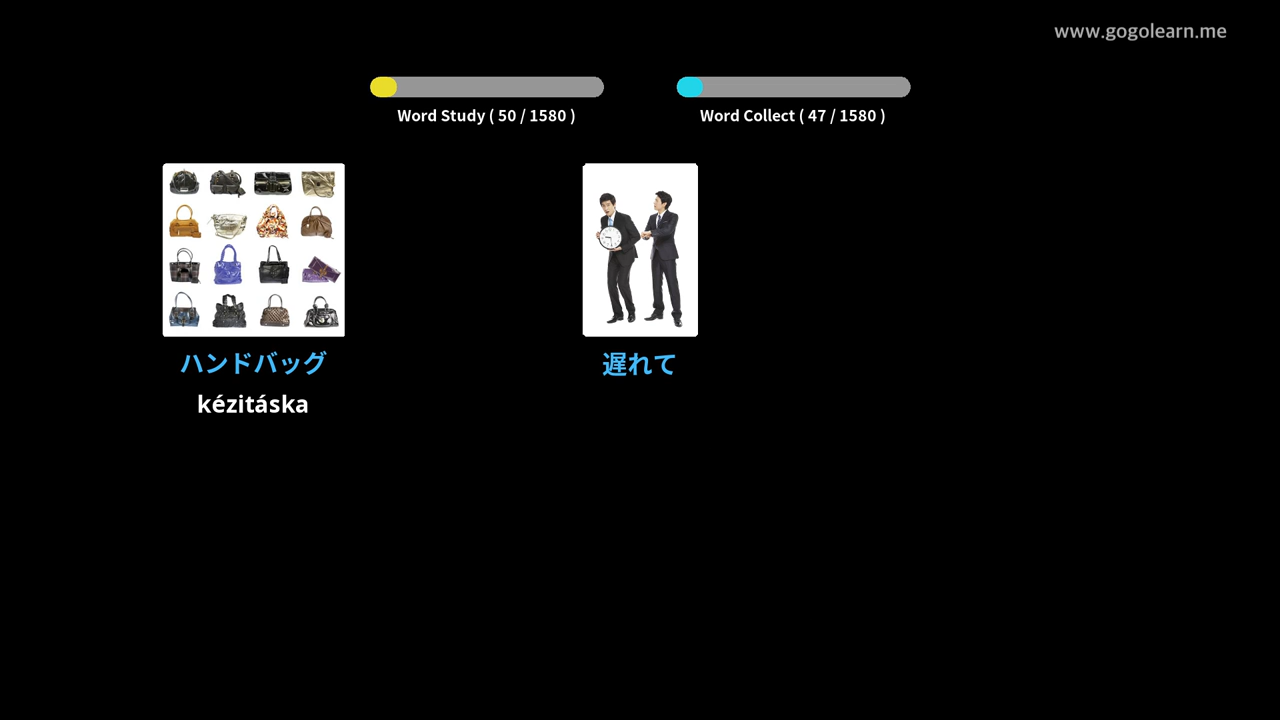 www.gogolearn.me
Word Study ( 50 / 1580 )
Word Collect ( 47 / 1580 )
ハンドバッグ
kézitáska
遅れて